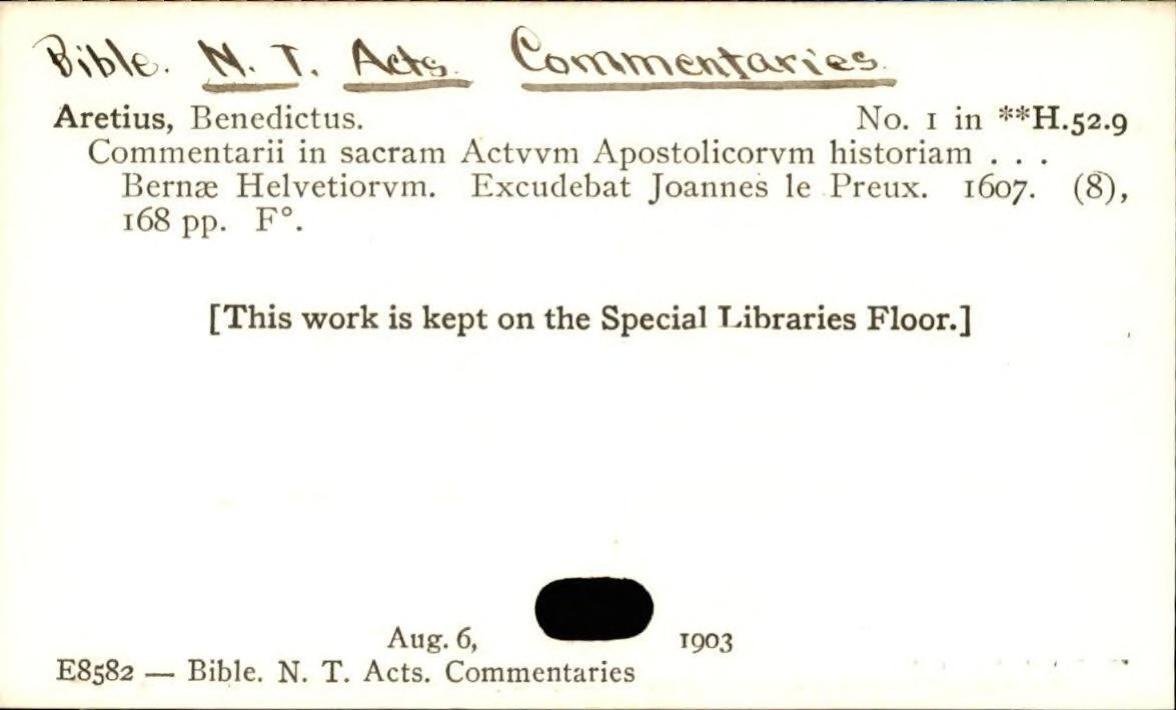 Bible. N. T. Acts. Commentaries.
Aretius, Benedictus. No. 1 in **H.52.9
Commentarii in sacram Actvvm Apostolicorvm historiam . . .
Bernæ Helvetiorvm. Excudebat Joannes le Preux. 1607. (8),
168 pp. F°.
[This work is kept on the Special Libraries Floor.]
Aug. 6, 1903
E8582 — Bible. N. T. Acts. Commentaries